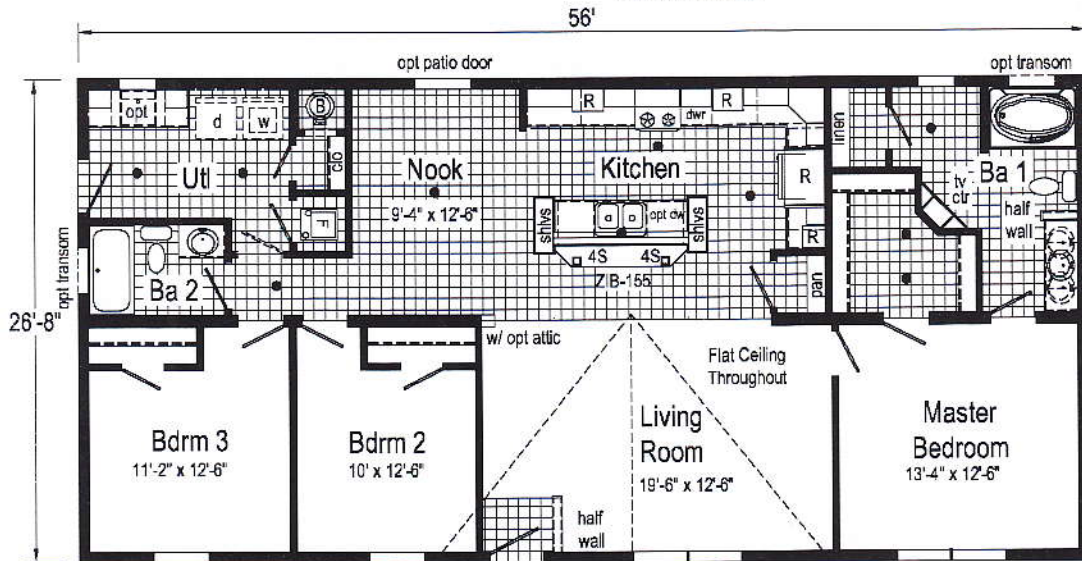 56'
opt patio door
opt transom
opt
d
w
B
clo
Utl
F
Nook
9'-4" x 12'-6"
R
dwr
R
Kitchen
R
R
shlvs
opt dw
shlvs
4S
4S
ZIB-155
pan
linen
tv
ctr
Ba 1
half
wall
opt transom
Ba 2
26'-8"
w/ opt attic
Flat Ceiling
Throughout
Bdrm 3
11'-2" x 12'-6"
Bdrm 2
10' x 12'-6"
Living
Room
19'-6" x 12'-6"
Master
Bedroom
13'-4" x 12'-6"
half
wall